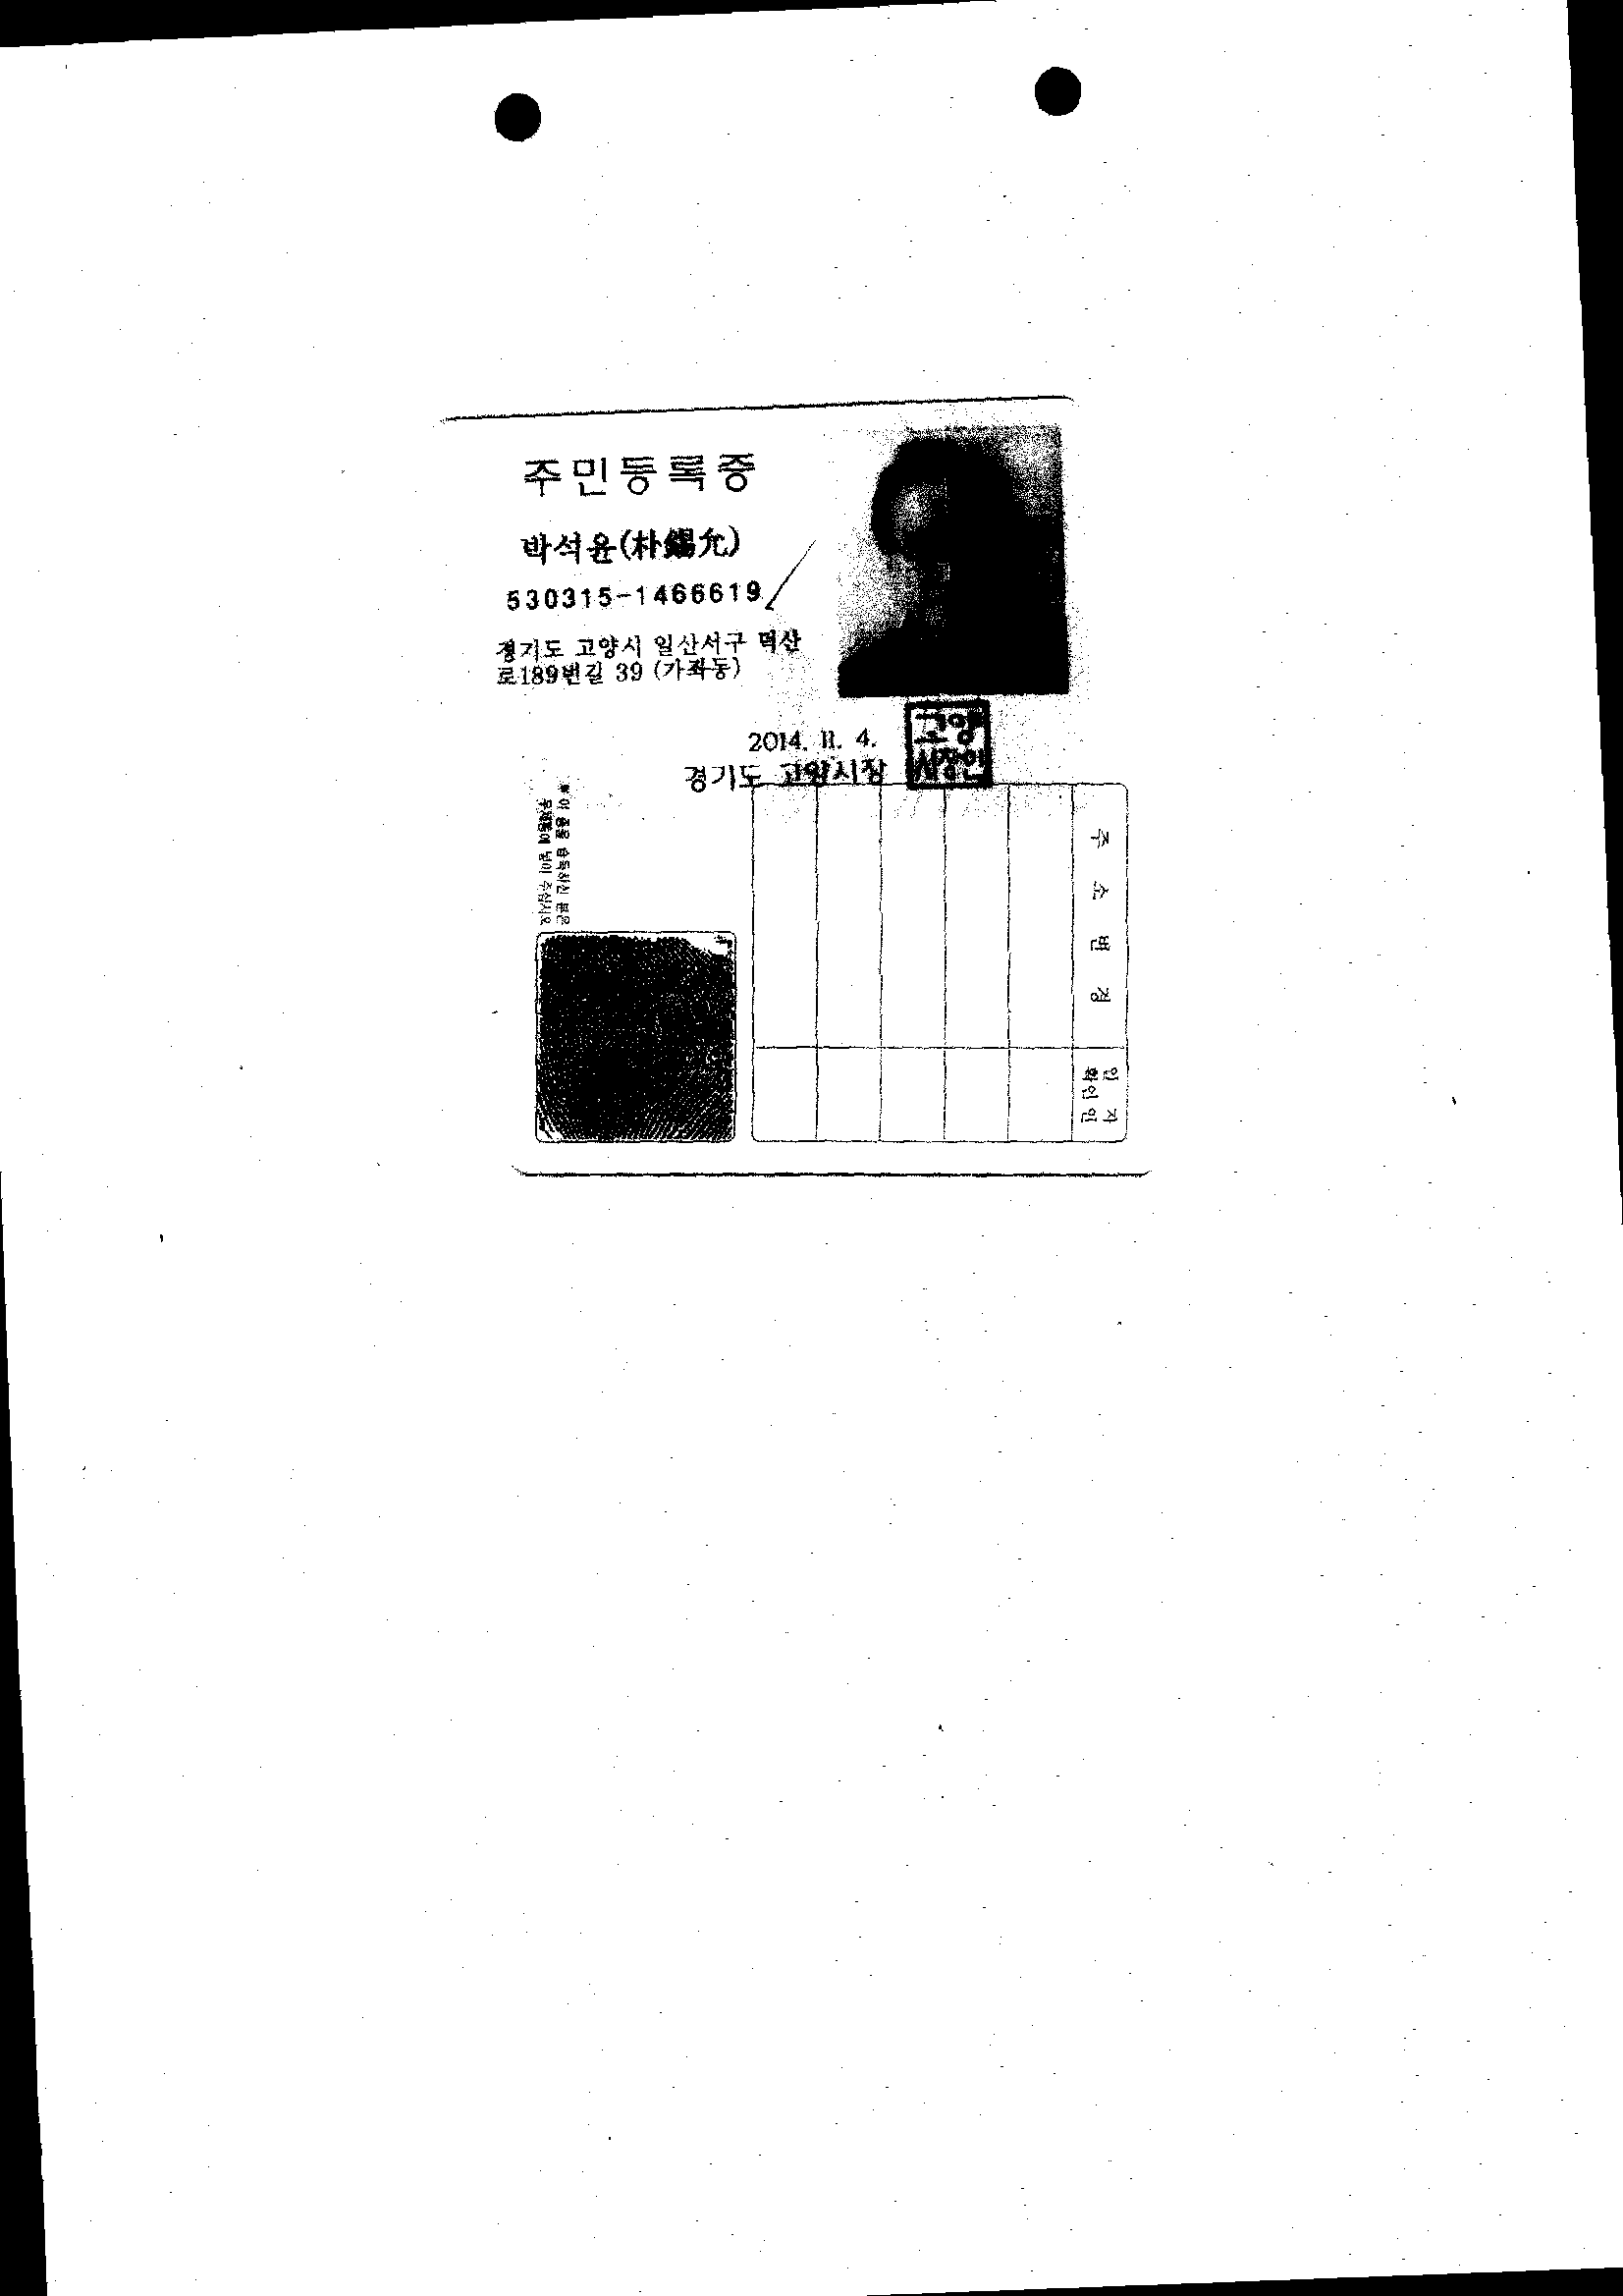 주민등록증
박석윤(朴錫允)
530315-1466619
경기도 고양시 일산서구 덕산
로189번길 39 (가좌동)
2014. 11. 4.
경기도 고양시장
고양
시장인
※ 이 증을 습득하신 분은
우체통에 넣어 주십시오
주소변경
확인인